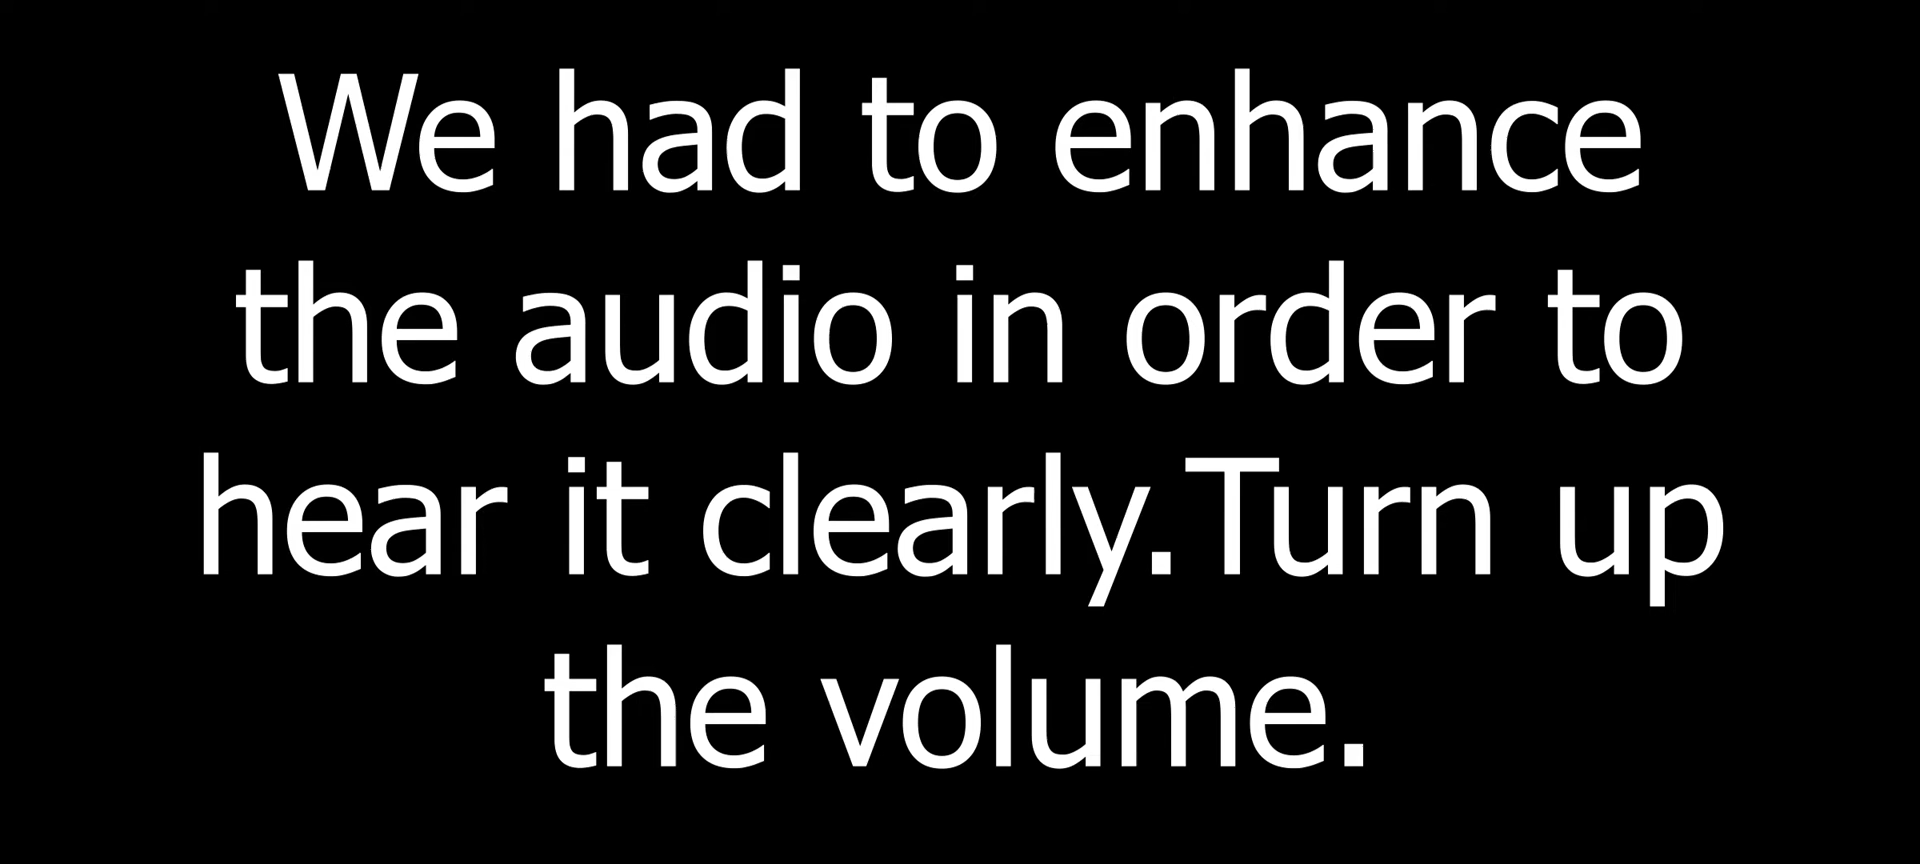 We had to enhance
the audio in order to
hear it clearly.Turn up
the volume.